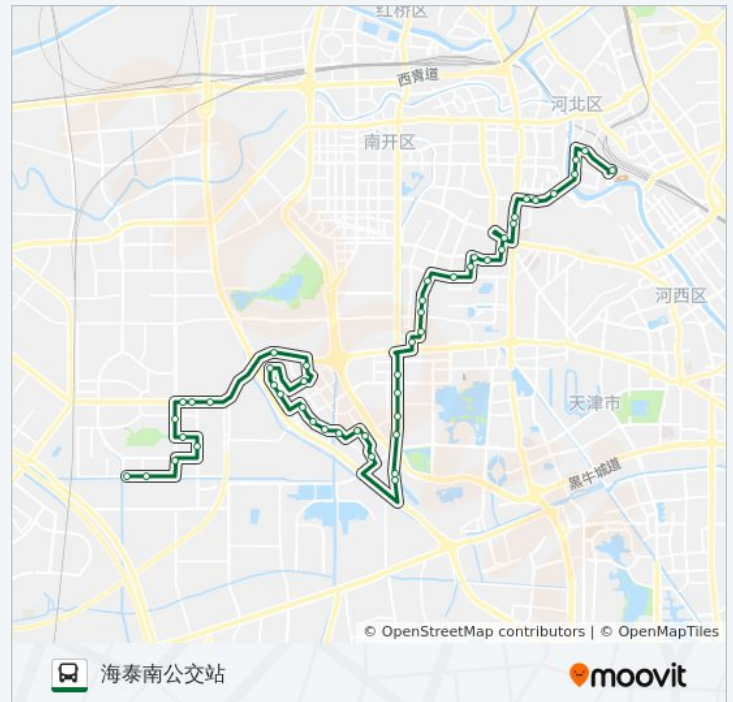 红桥区
西青道
河北区
南开区
河西区
天津市
黑牛城道
© OpenStreetMap contributors | © OpenMapTiles
海泰南公交站
moovit